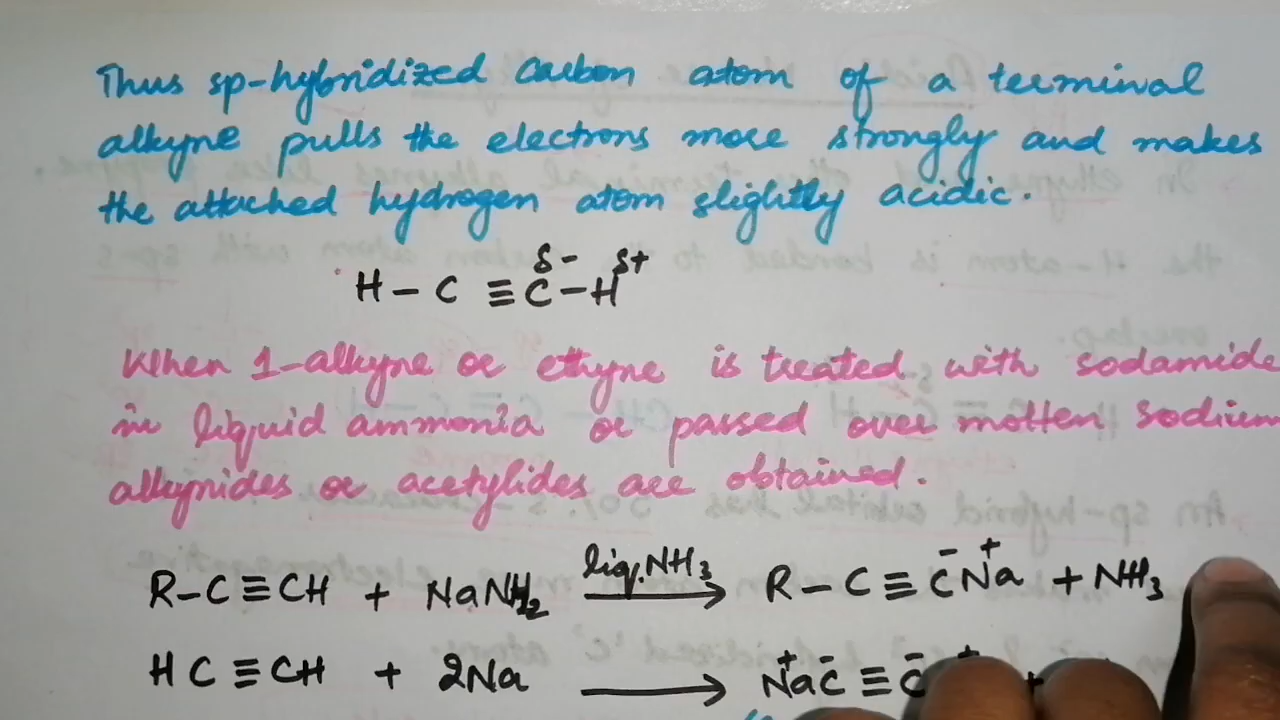 Thus sp-hybridized carbon atom of a terminal
alkyne pulls the electrons more strongly and makes
the attached hydrogen atom slightly acidic.
δ- δ+
H – C ≡ C – H
When 1-alkyne or ethyne is treated with sodamide
in liquid ammonia or passed over molten sodium
alkynides or acetylides are obtained.
R–C≡CH + NaNH₂ liq.NH₃ → R – C ≡ C⁻Na⁺ + NH₃
HC ≡CH + 2Na → Na⁺C⁻ ≡ C⁻ +